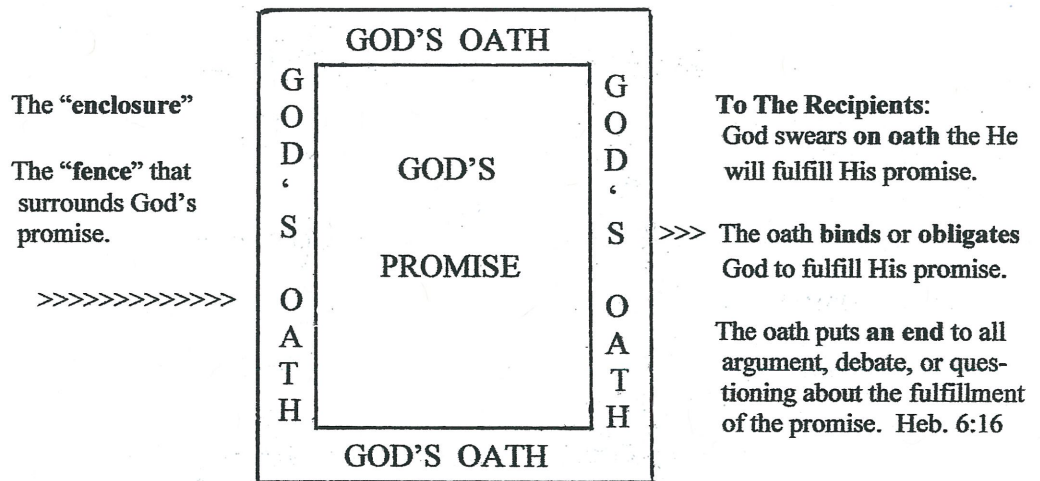 GOD'S OATH
The "enclosure"
The "fence" that
surrounds God's
promise.
>>>>>>>>>>>>>
G
O
D
'
S
O
A
T
H
GOD'S
PROMISE
G
O
D
'
S
O
A
T
H
GOD'S OATH
To The Recipients:
God swears on oath the He
will fulfill His promise.
>>> The oath binds or obligates
God to fulfill His promise.
The oath puts an end to all
argument, debate, or ques-
tioning about the fulfillment
of the promise. Heb. 6:16